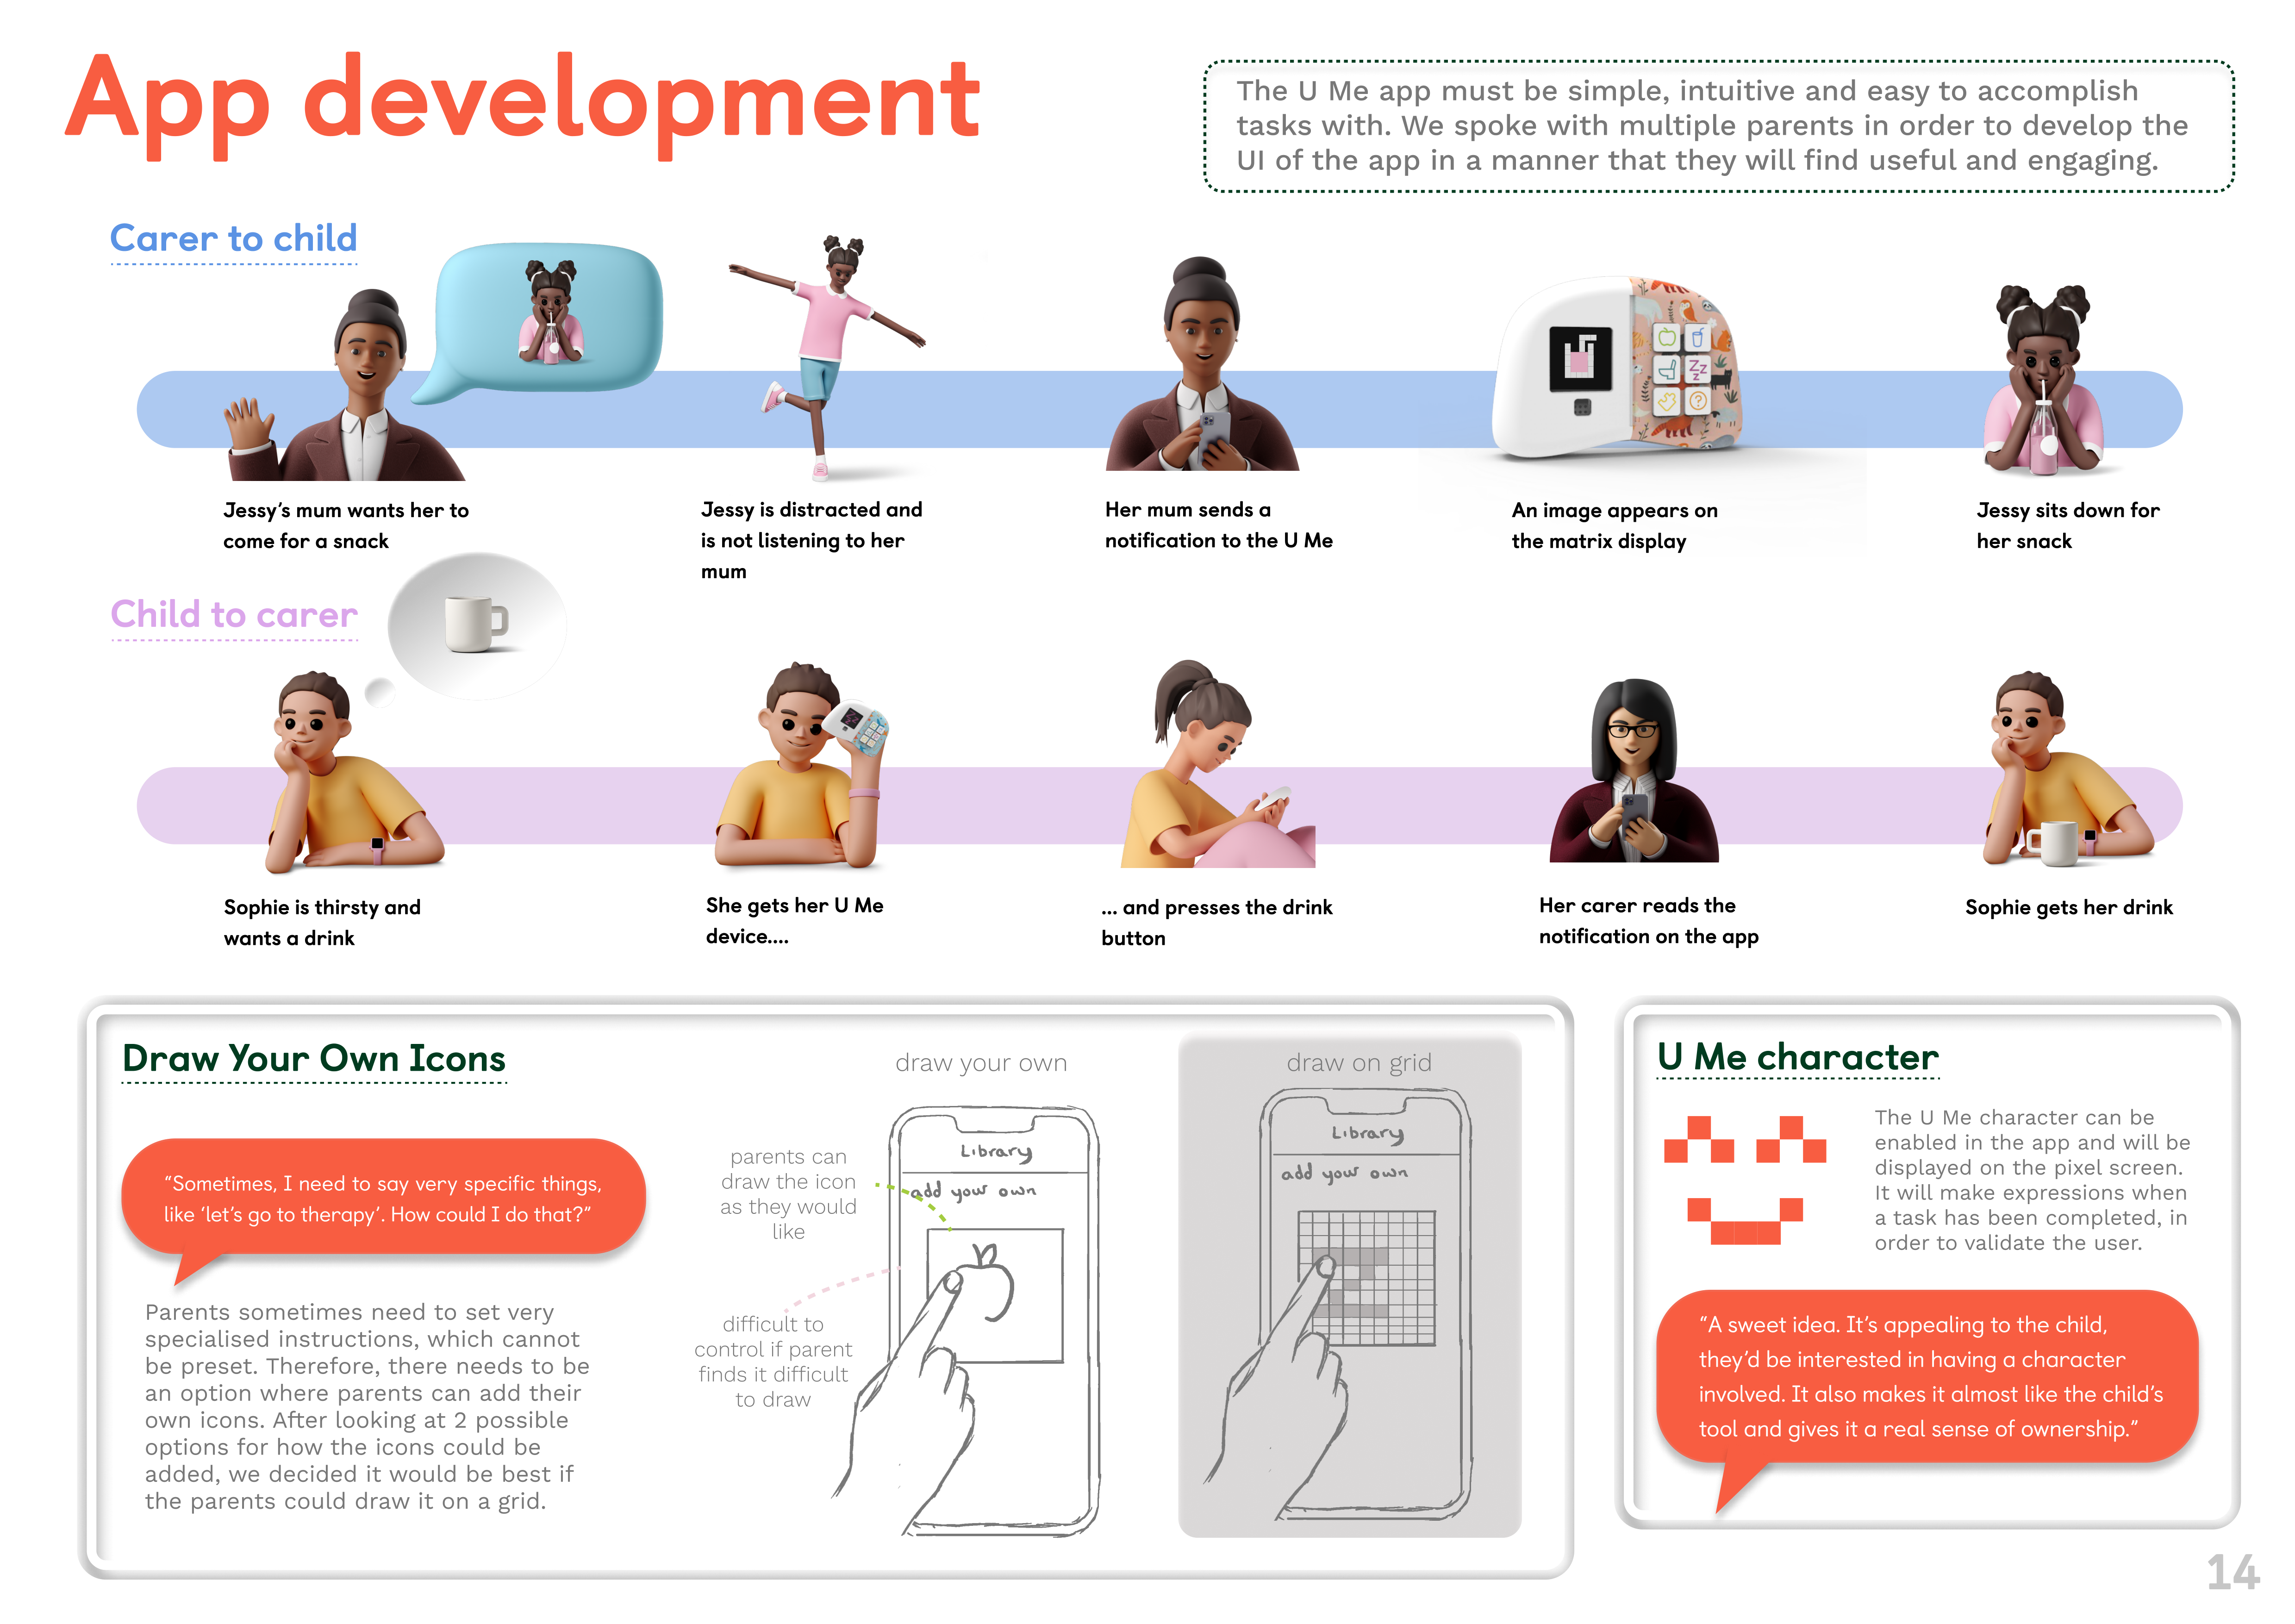 App development
The U Me app must be simple, intuitive and easy to accomplish
tasks with. We spoke with multiple parents in order to develop the
UI of the app in a manner that they will find useful and engaging.
Carer to child
Jessy's mum wants her to
come for a snack
Jessy is distracted and
is not listening to her
mum
Her mum sends a
notification to the U Me
An image appears on
the matrix display
Jessy sits down for
her snack
Zz
z
?
Child to carer
Sophie is thirsty and
wants a drink
She gets her U Me
device....
... and presses the drink
button
Her carer reads the
notification on the app
Sophie gets her drink
Draw Your Own Icons
"Sometimes, I need to say very specific things,
like 'let's go to therapy'. How could I do that?"
Parents sometimes need to set very
specialised instructions, which cannot
be preset. Therefore, there needs to be
an option where parents can add their
own icons. After looking at 2 possible
options for how the icons could be
added, we decided it would be best if
the parents could draw it on a grid.
draw your own
parents can
draw the icon
as they would
like
difficult to
control if parent
finds it difficult
to draw
Library
add your own
draw on grid
Library
add your own
U Me character
The U Me character can be
enabled in the app and will be
displayed on the pixel screen.
It will make expressions when
a task has been completed, in
order to validate the user.
"A sweet idea. It's appealing to the child,
they'd be interested in having a character
involved. It also makes it almost like the child's
tool and gives it a real sense of ownership."
14